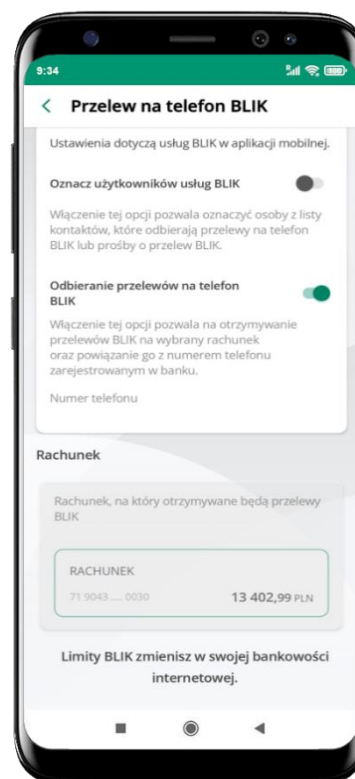 9:34
Przelew na telefon BLIK
Ustawienia dotyczą usług BLIK w aplikacji mobilnej.
Oznacz użytkowników usług BLIK
Włączenie tej opcji pozwala oznaczyć osoby z listy
kontaktów, które odbierają przelewy na telefon
BLIK lub prośby o przelew BLIK.
Odbieranie przelewów na telefon
BLIK
Włączenie tej opcji pozwala na otrzymywanie
przelewów BLIK na wybrany rachunek
oraz powiązanie go z numerem telefonu
zarejestrowanym w banku.
Numer telefonu
Rachunek
Rachunek, na który otrzymywane będą przelewy
BLIK
RACHUNEK
71 9043 .... 0030 13 402,99 PLN
Limity BLIK zmienisz w swojej bankowości
internetowej.